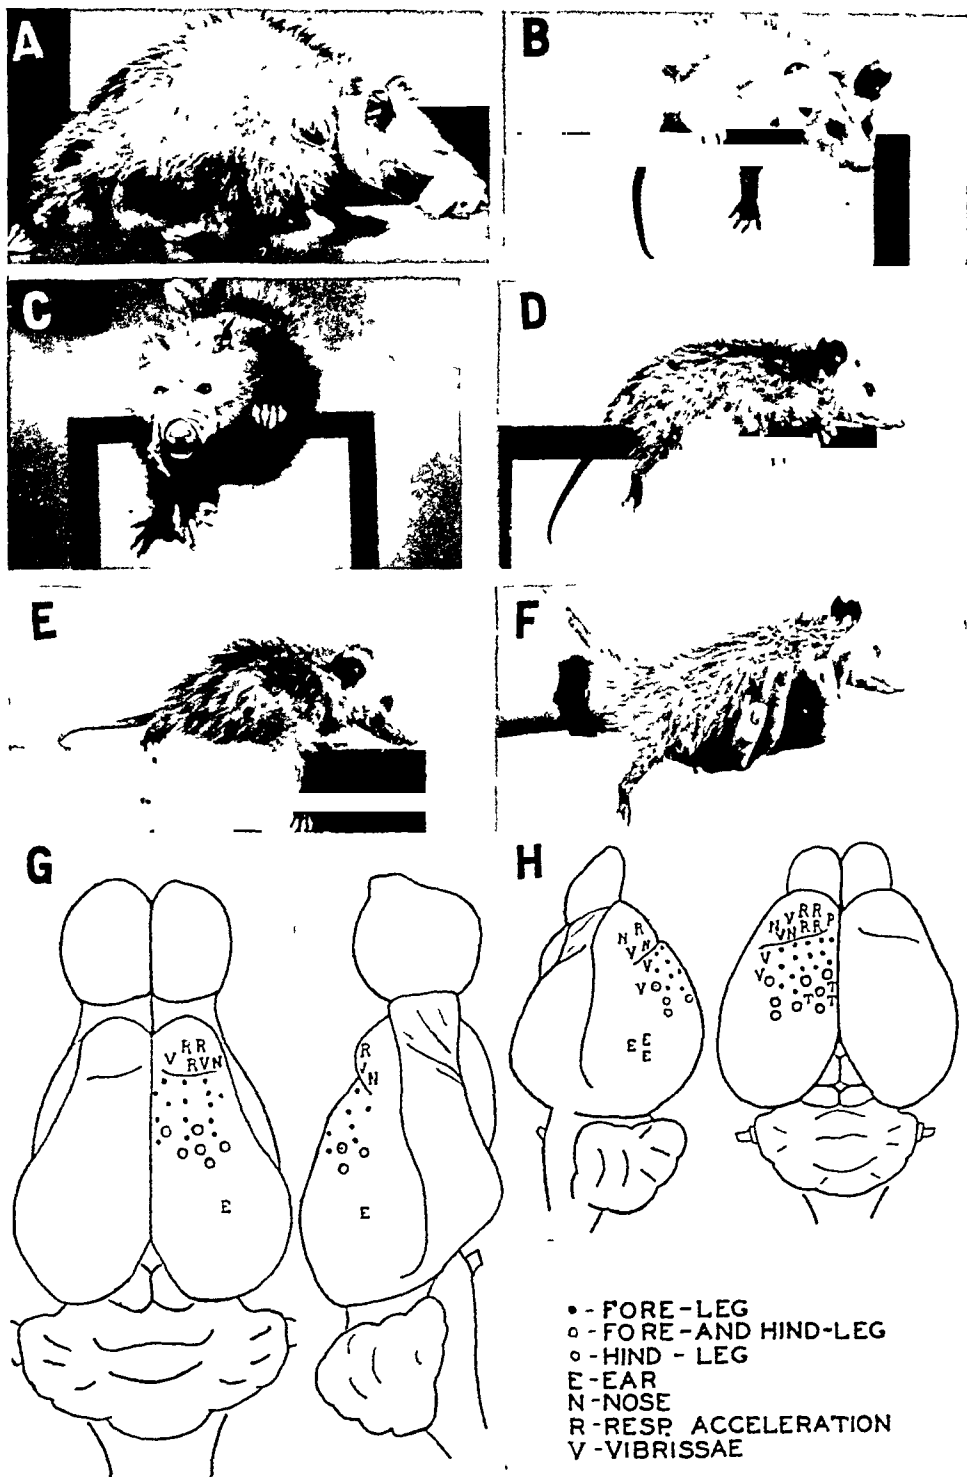 A
B
C
D
E
F
G
H
V R R
R V N
E
R
V
N
E
N R
V N
V
V
E E
E
N V R R P
V N R R
V
V
T
T T
• - FORE-LEG
o - FORE-AND HIND-LEG
o - HIND - LEG
E - EAR
N - NOSE
R - RESP. ACCELERATION
V - VIBRISSAE